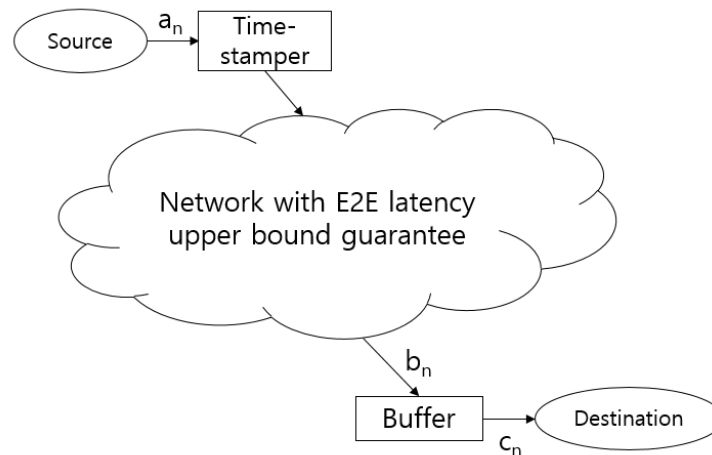 Source
a_n
Time-
stamper
Network with E2E latency
upper bound guarantee
b_n
Buffer
c_n
Destination